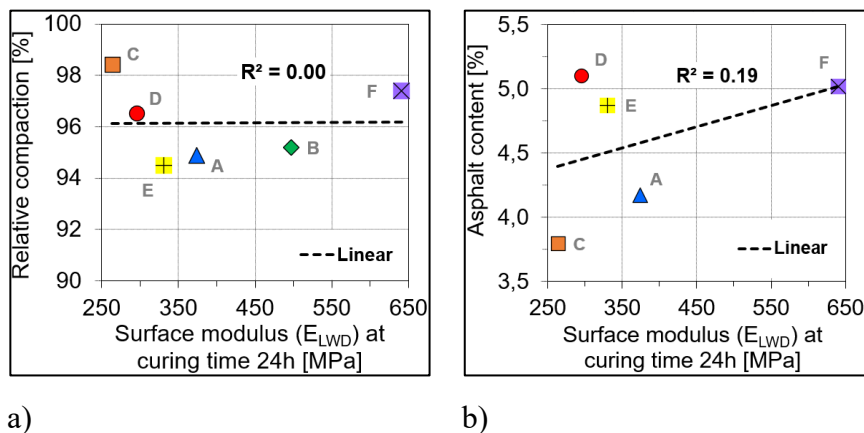 100
98
96
94
92
90
Relative compaction [%]
C
D
E
A
B
F
R² = 0.00
Linear
250 350 450 550 650
Surface modulus (E_LWD) at
curing time 24h [MPa]
a)
5,5
5,0
4,5
4,0
3,5
Asphalt content [%]
D
E
F
R² = 0.19
A
C
Linear
250 350 450 550 650
Surface modulus (E_LWD) at
curing time 24h [MPa]
b)